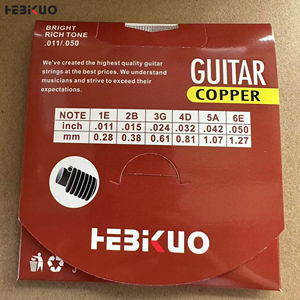 HEBIKUO
BRIGHT
RICH TONE
.011/.050
We've created the highest quality guitar
strings at the best prices. We understand
musicians and strive to exceed their
expectations.
GUITAR
COPPER
NOTE 1E 2B 3G 4D 5A 6E
inch .011 .015 .024 .032 .042 .050
mm 0.28 0.38 0.61 0.81 1.07 1.27
HEBIKUO